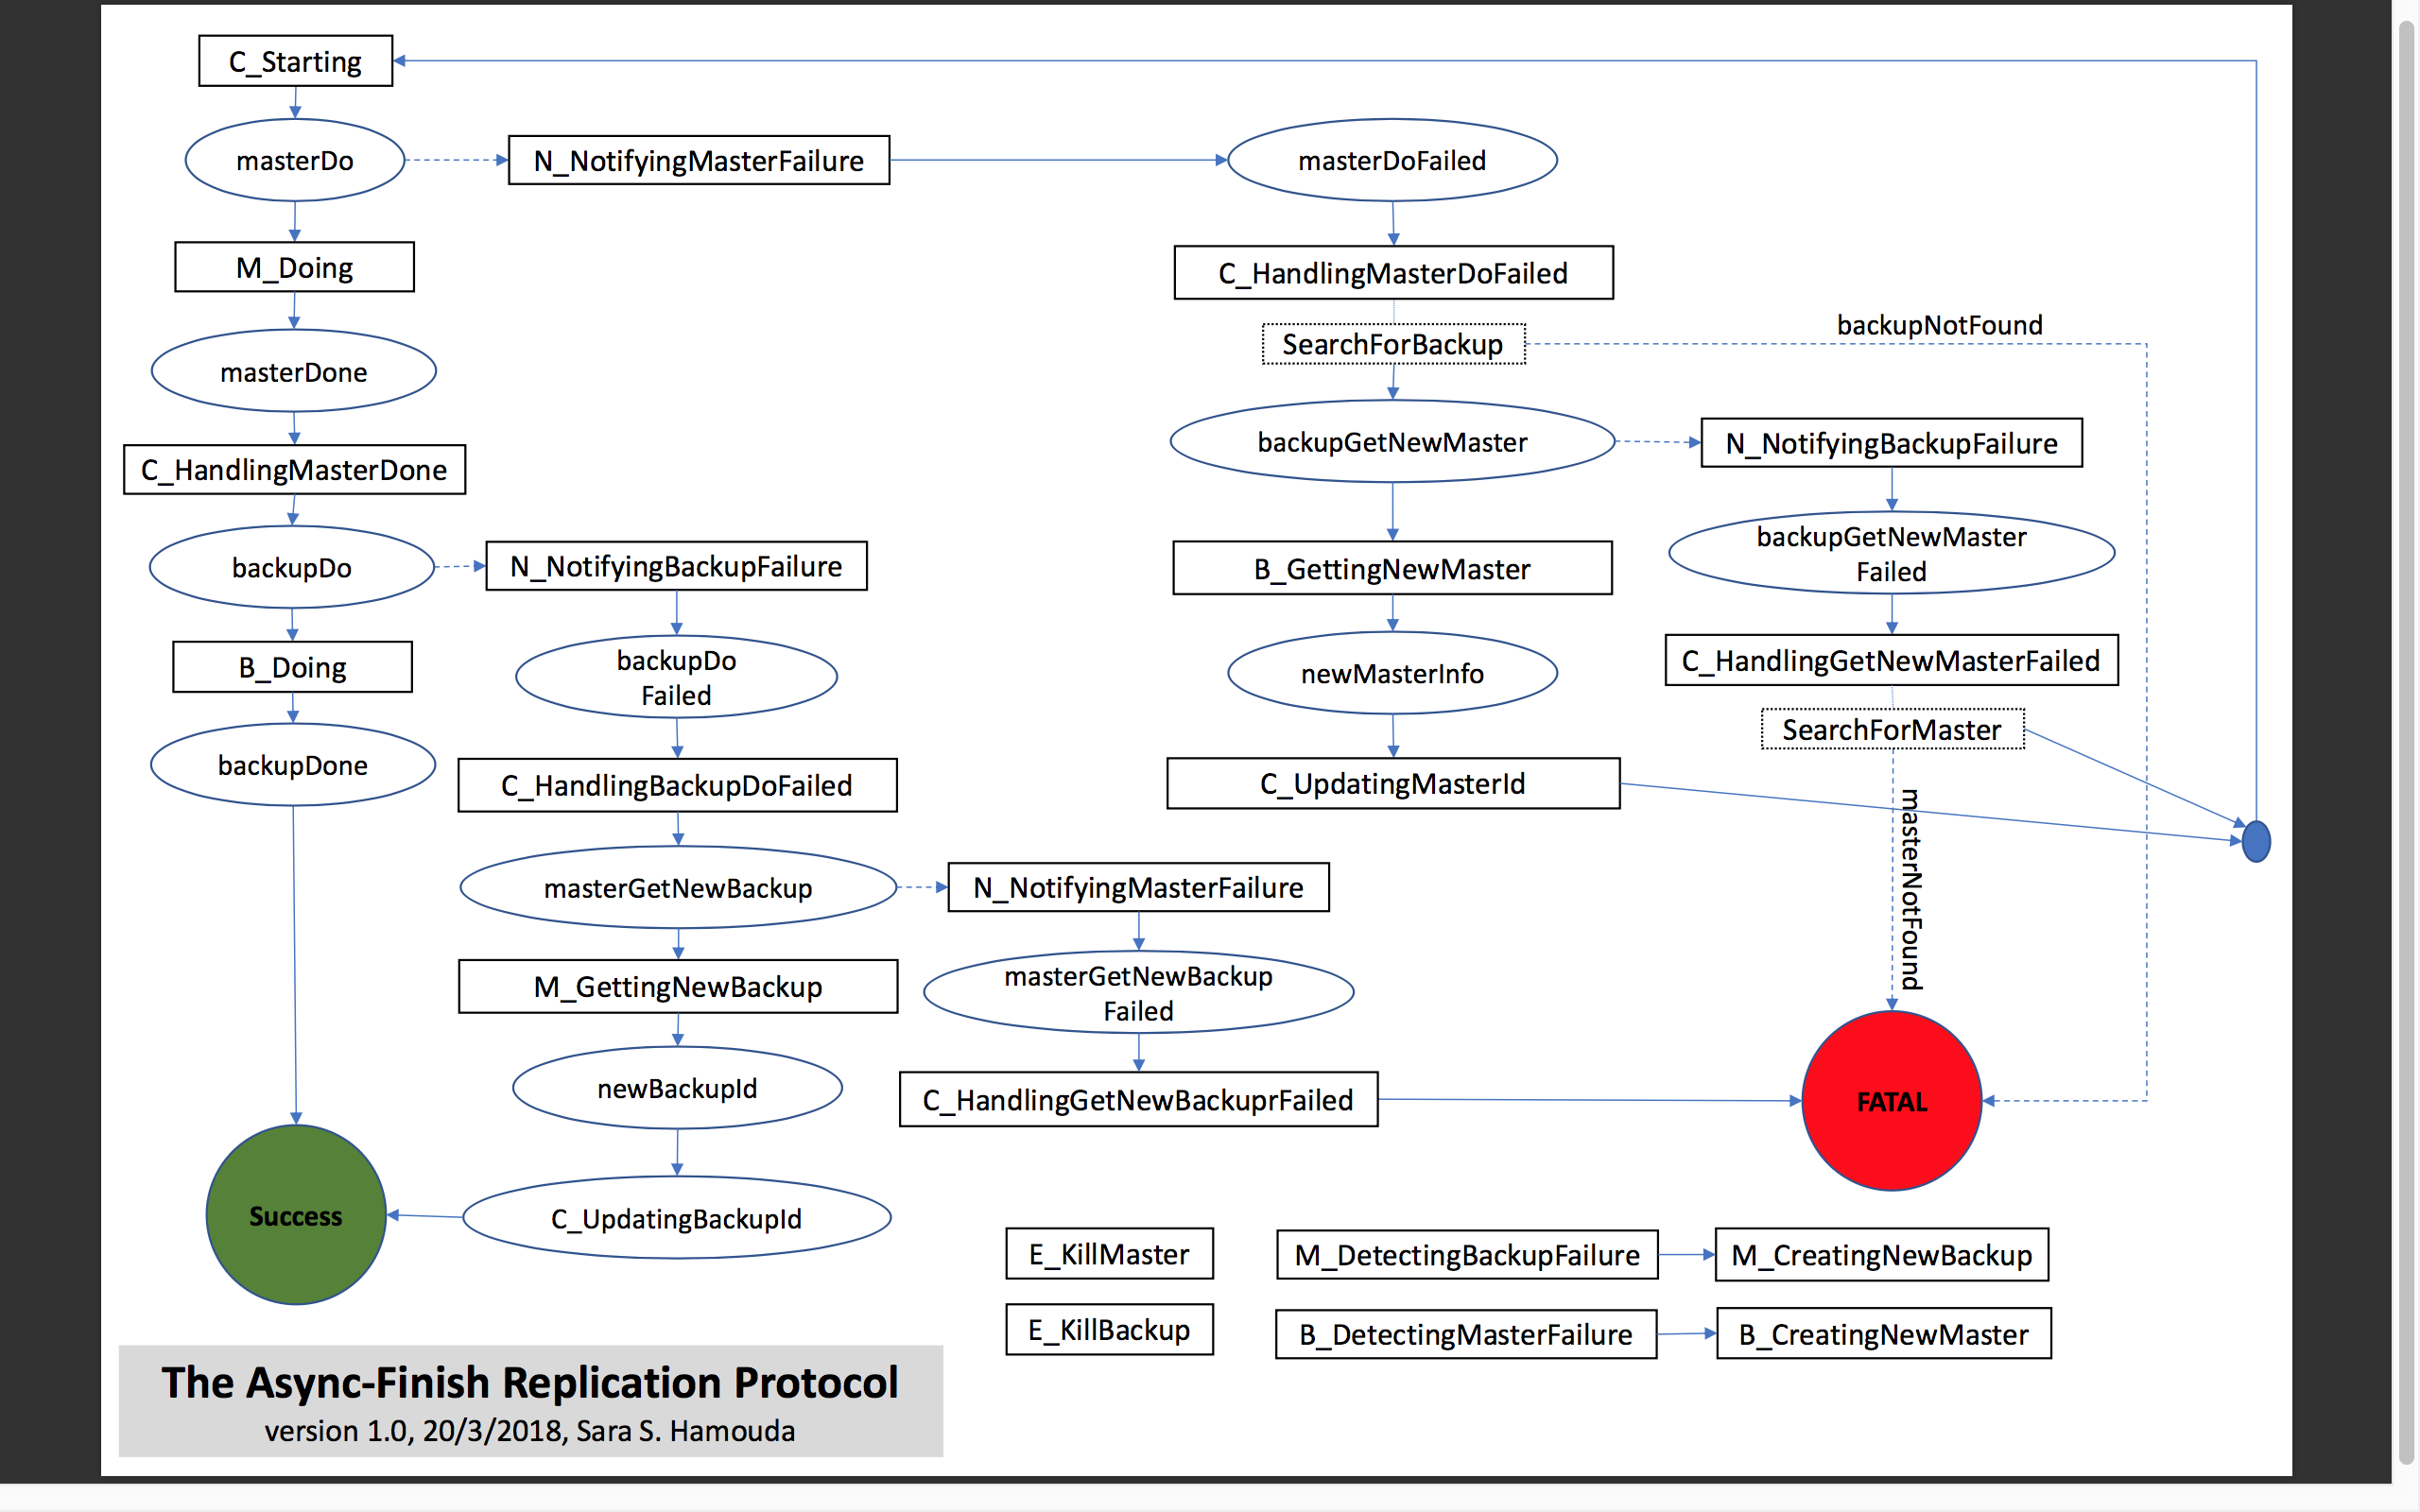 C_Starting
masterDo
N_NotifyingMasterFailure
masterDoFailed
M_Doing
C_HandlingMasterDoFailed
SearchForBackup
backupNotFound
masterDone
backupGetNewMaster
N_NotifyingBackupFailure
C_HandlingMasterDone
backupGetNewMaster
Failed
backupDo
N_NotifyingBackupFailure
B_GettingNewMaster
B_Doing
backupDo
Failed
newMasterInfo
C_HandlingGetNewMasterFailed
SearchForMaster
backupDone
C_HandlingBackupDoFailed
C_UpdatingMasterId
masterNotFound
masterGetNewBackup
N_NotifyingMasterFailure
M_GettingNewBackup
masterGetNewBackup
Failed
newBackupId
C_HandlingGetNewBackuprFailed
FATAL
Success
C_UpdatingBackupId
E_KillMaster
M_DetectingBackupFailure
M_CreatingNewBackup
E_KillBackup
B_DetectingMasterFailure
B_CreatingNewMaster
The Async-Finish Replication Protocol
version 1.0, 20/3/2018, Sara S. Hamouda